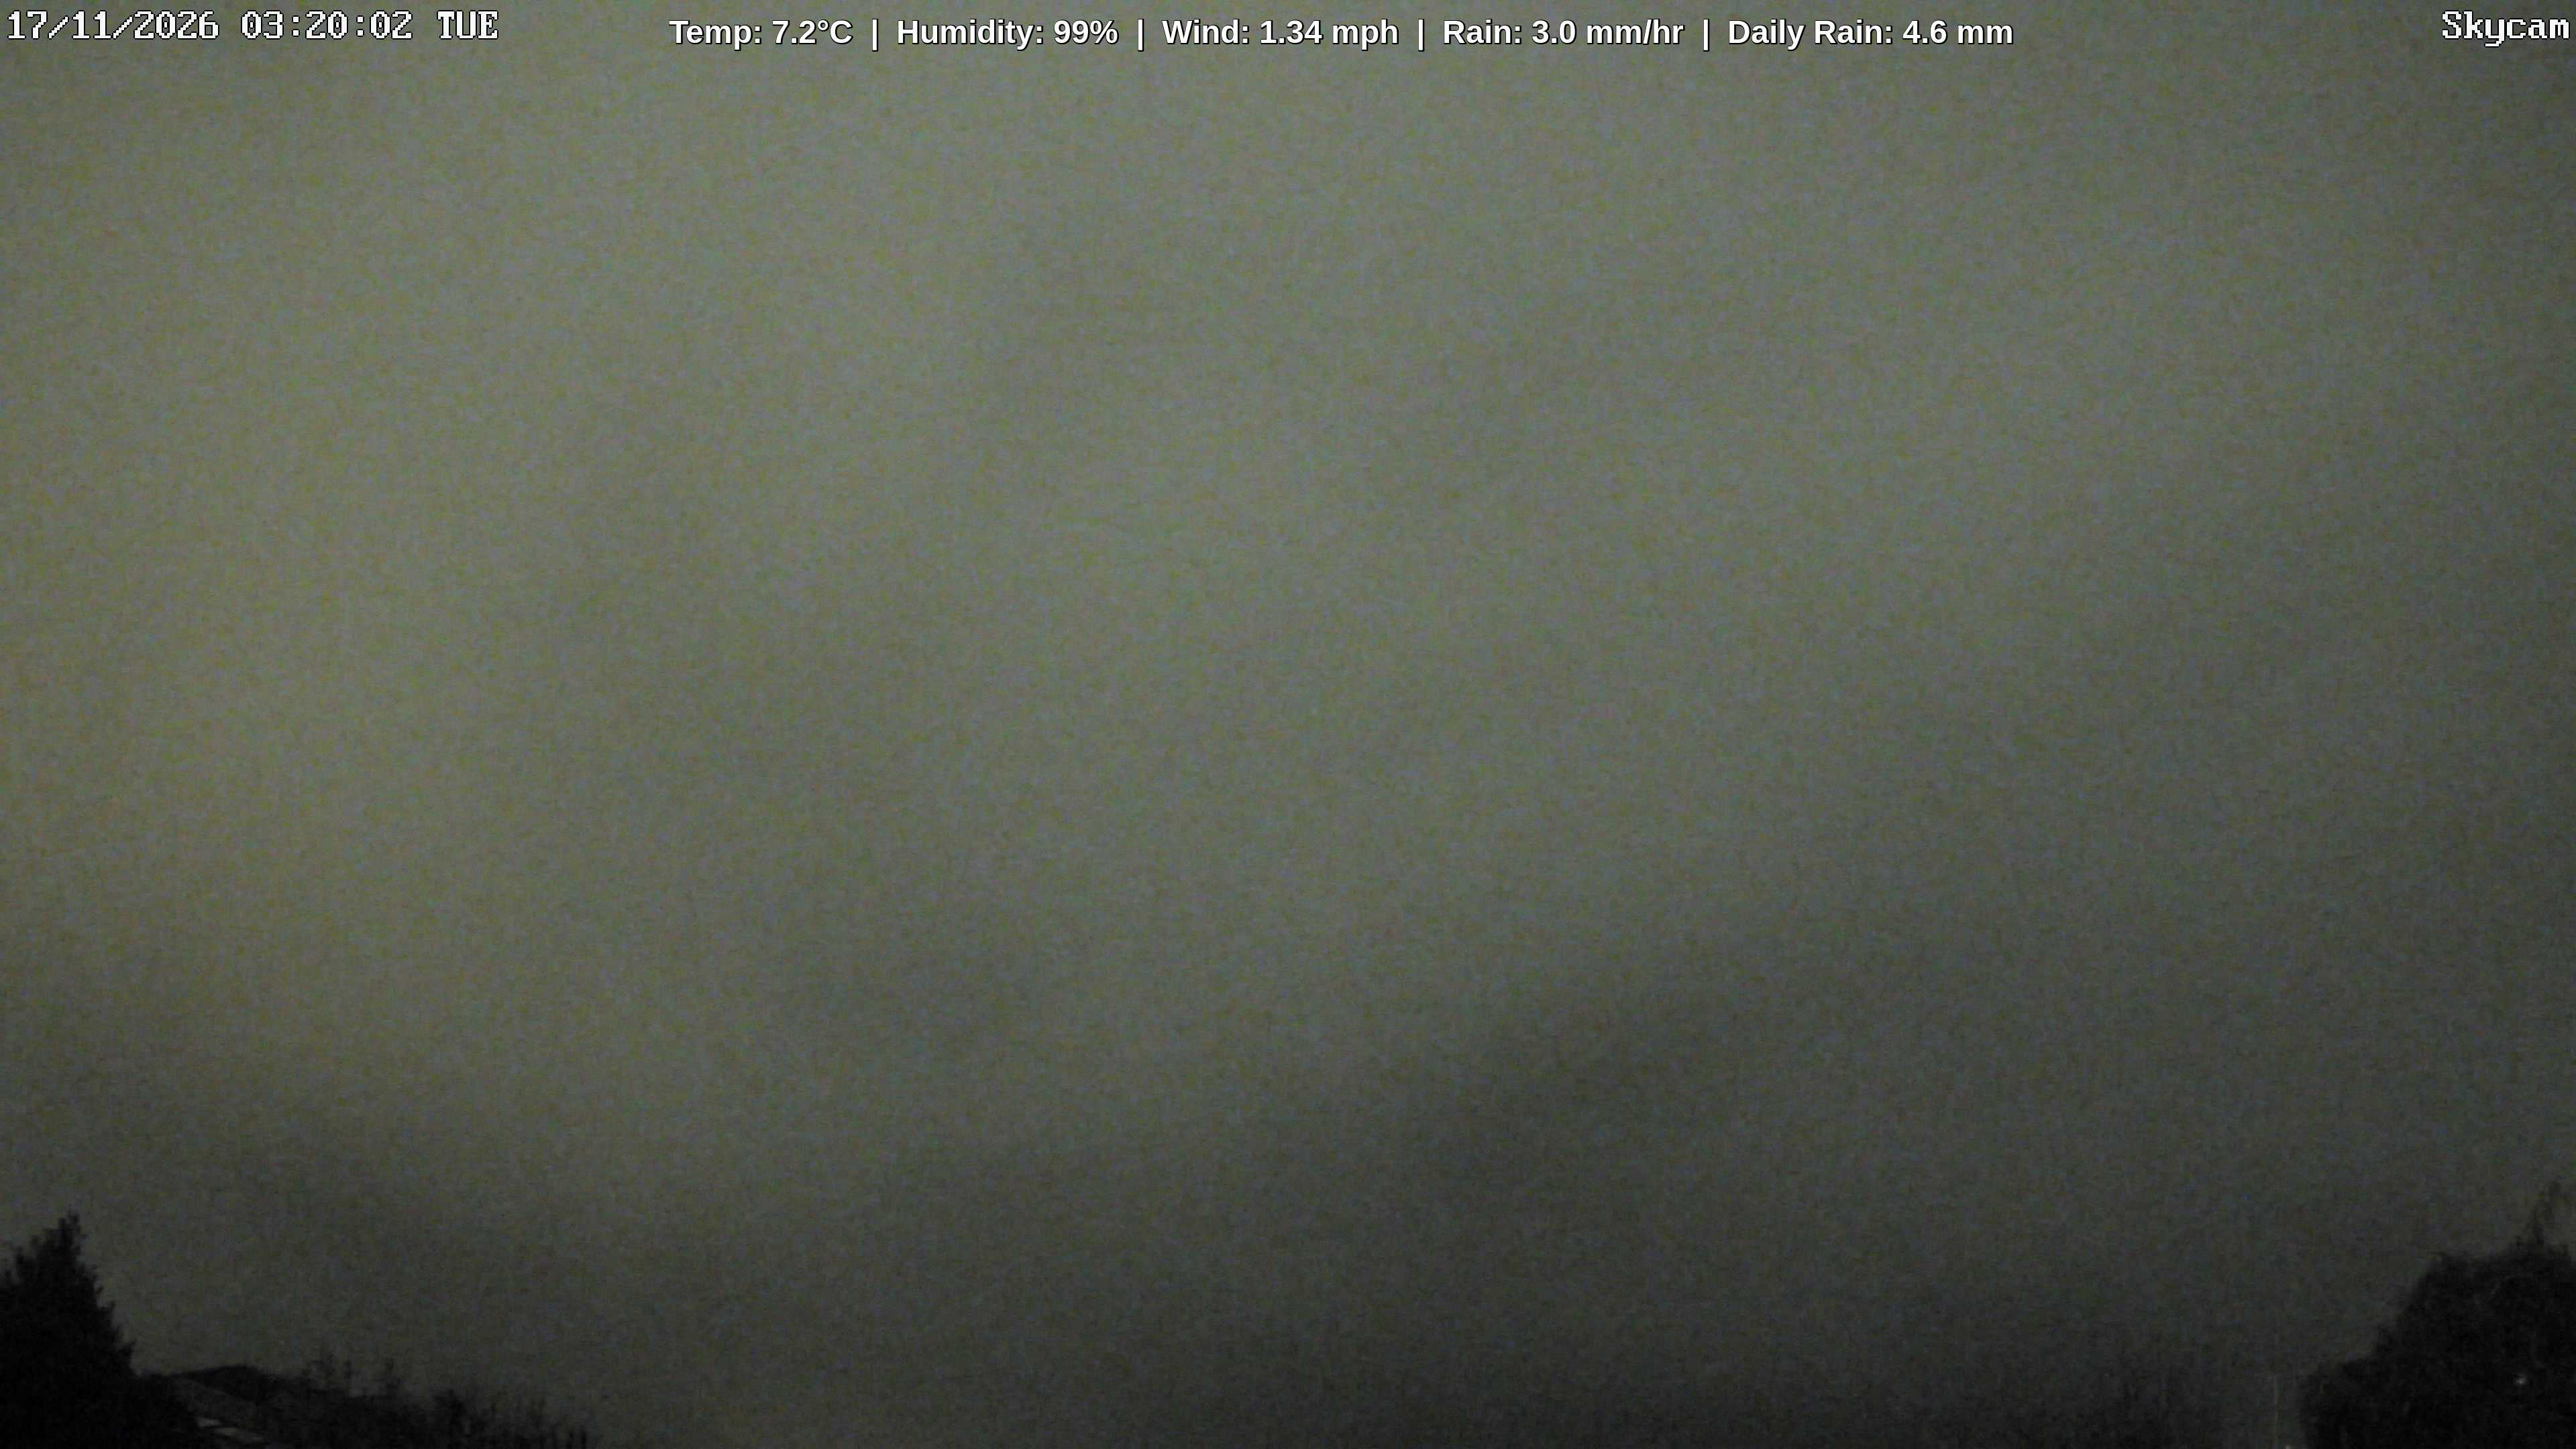 17/11/2026 03:20:02 TUE
Temp: 7.2°C | Humidity: 99% | Wind: 1.34 mph | Rain: 3.0 mm/hr | Daily Rain: 4.6 mm
Skycam